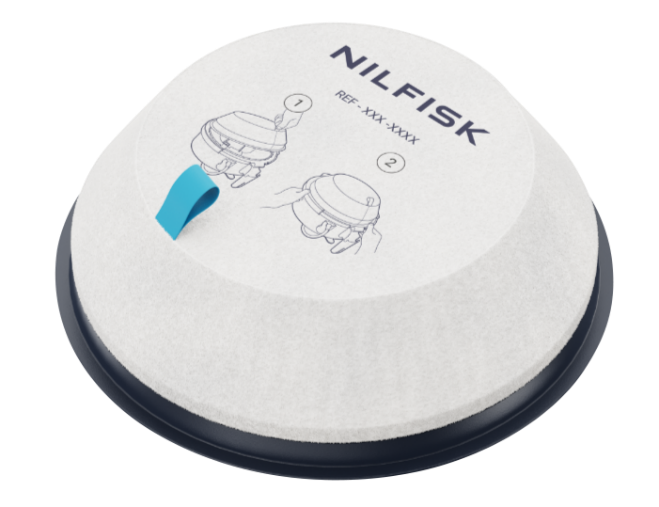 NILFISK
REF - XXX -XXXX
1
2